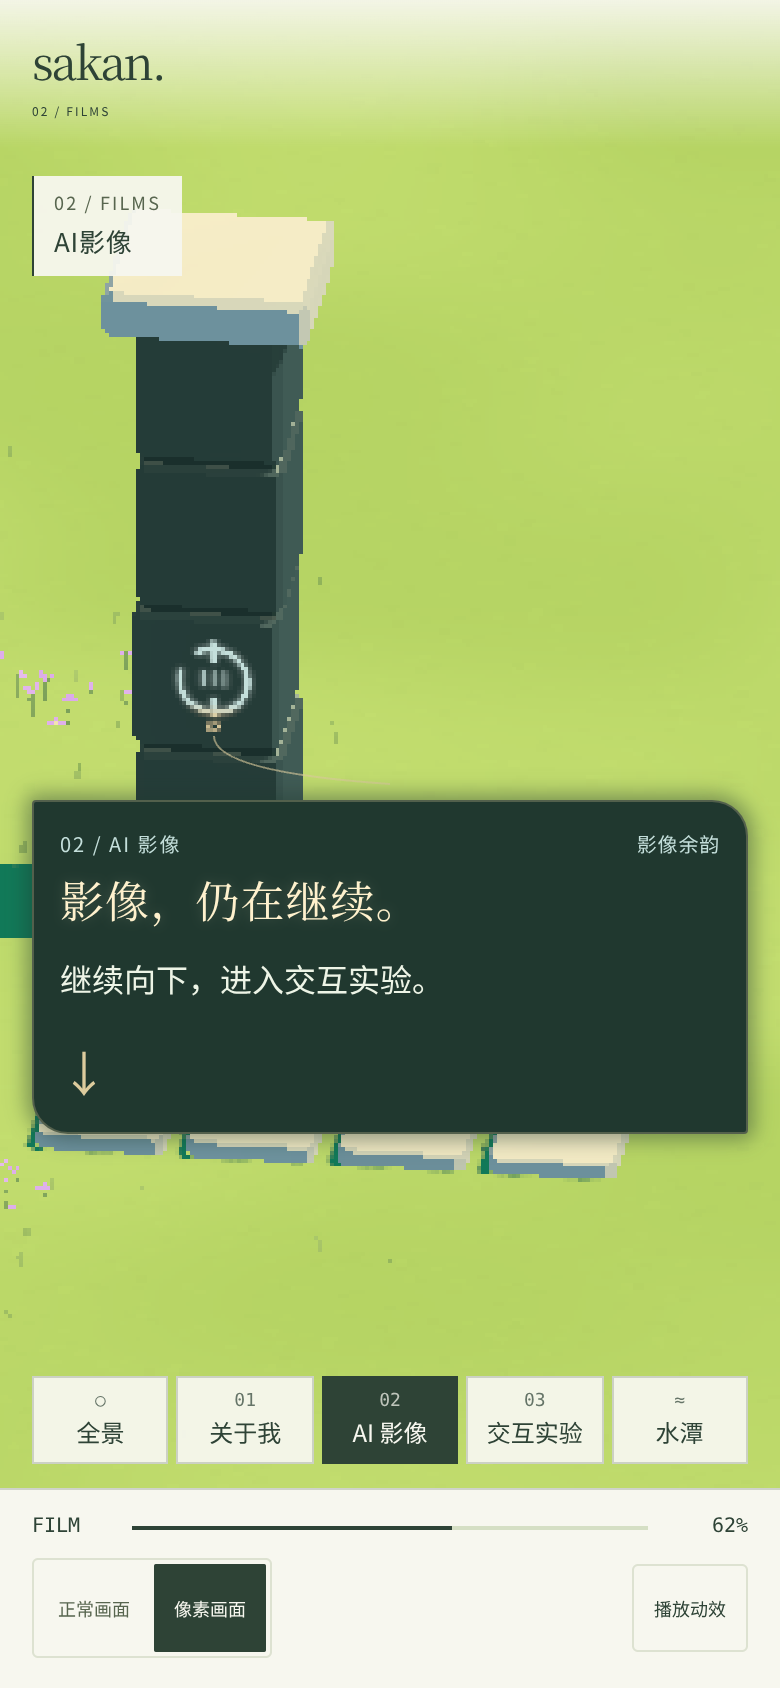 sakan.
02 / FILMS
02 / FILMS
AI影像
02 / AI 影像
影像余韵
影像，仍在继续。
继续向下，进入交互实验。
↓
○
全景
01
关于我
02
AI 影像
03
交互实验
≈
水潭
FILM
62%
正常画面
像素画面
播放动效